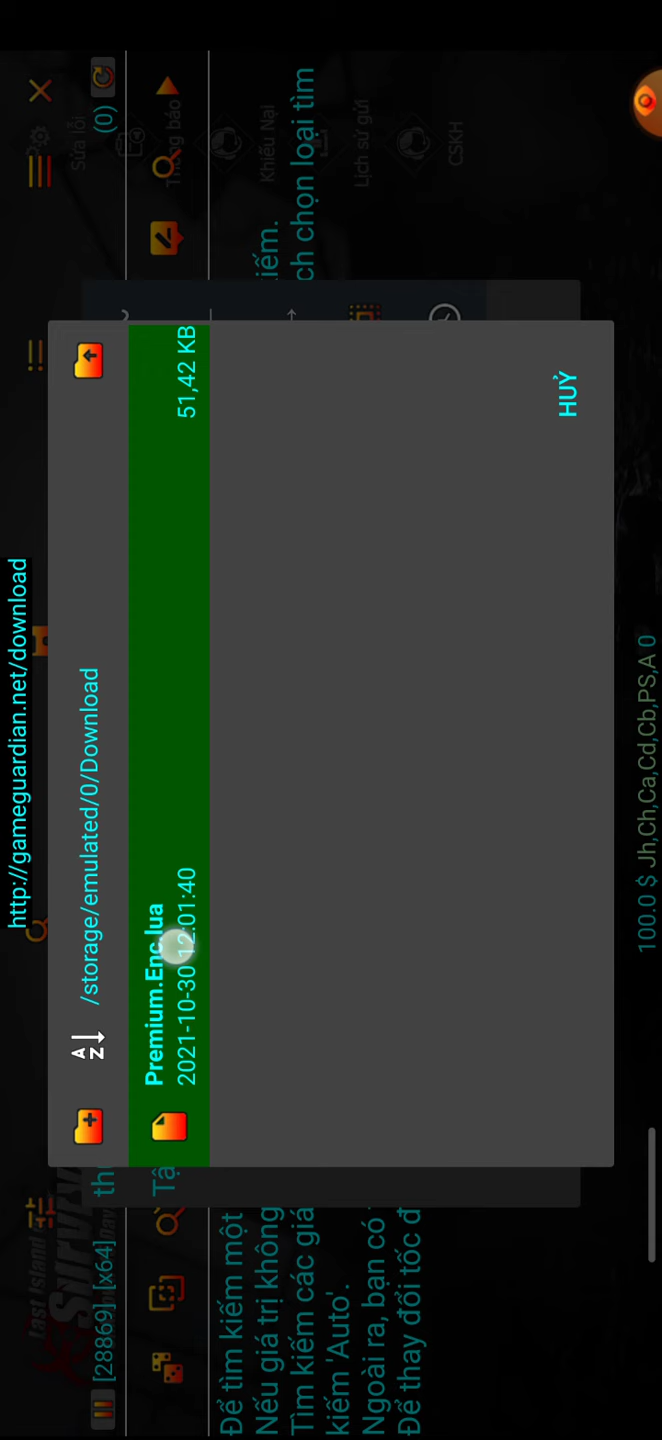 http://gameguardian.net/download
[28869] [x64]
(0)
Sửa lỗi
Thông báo
Khiếu Nại
Lịch sử gửi
CSKH
/storage/emulated/0/Download
Premium.Enc.lua
2021-10-30 12:01:40
51,42 KB
HUỶ
Last Island
Để tìm kiếm một
iếm.
Nếu giá trị không
Tìm kiếm các giá
ch chọn loại tìm
kiếm 'Auto'.
Ngoài ra, bạn có
Để thay đổi tốc đ
100.0 $ Jh,Ch,Ca,Cd,Cb,PS,A 0